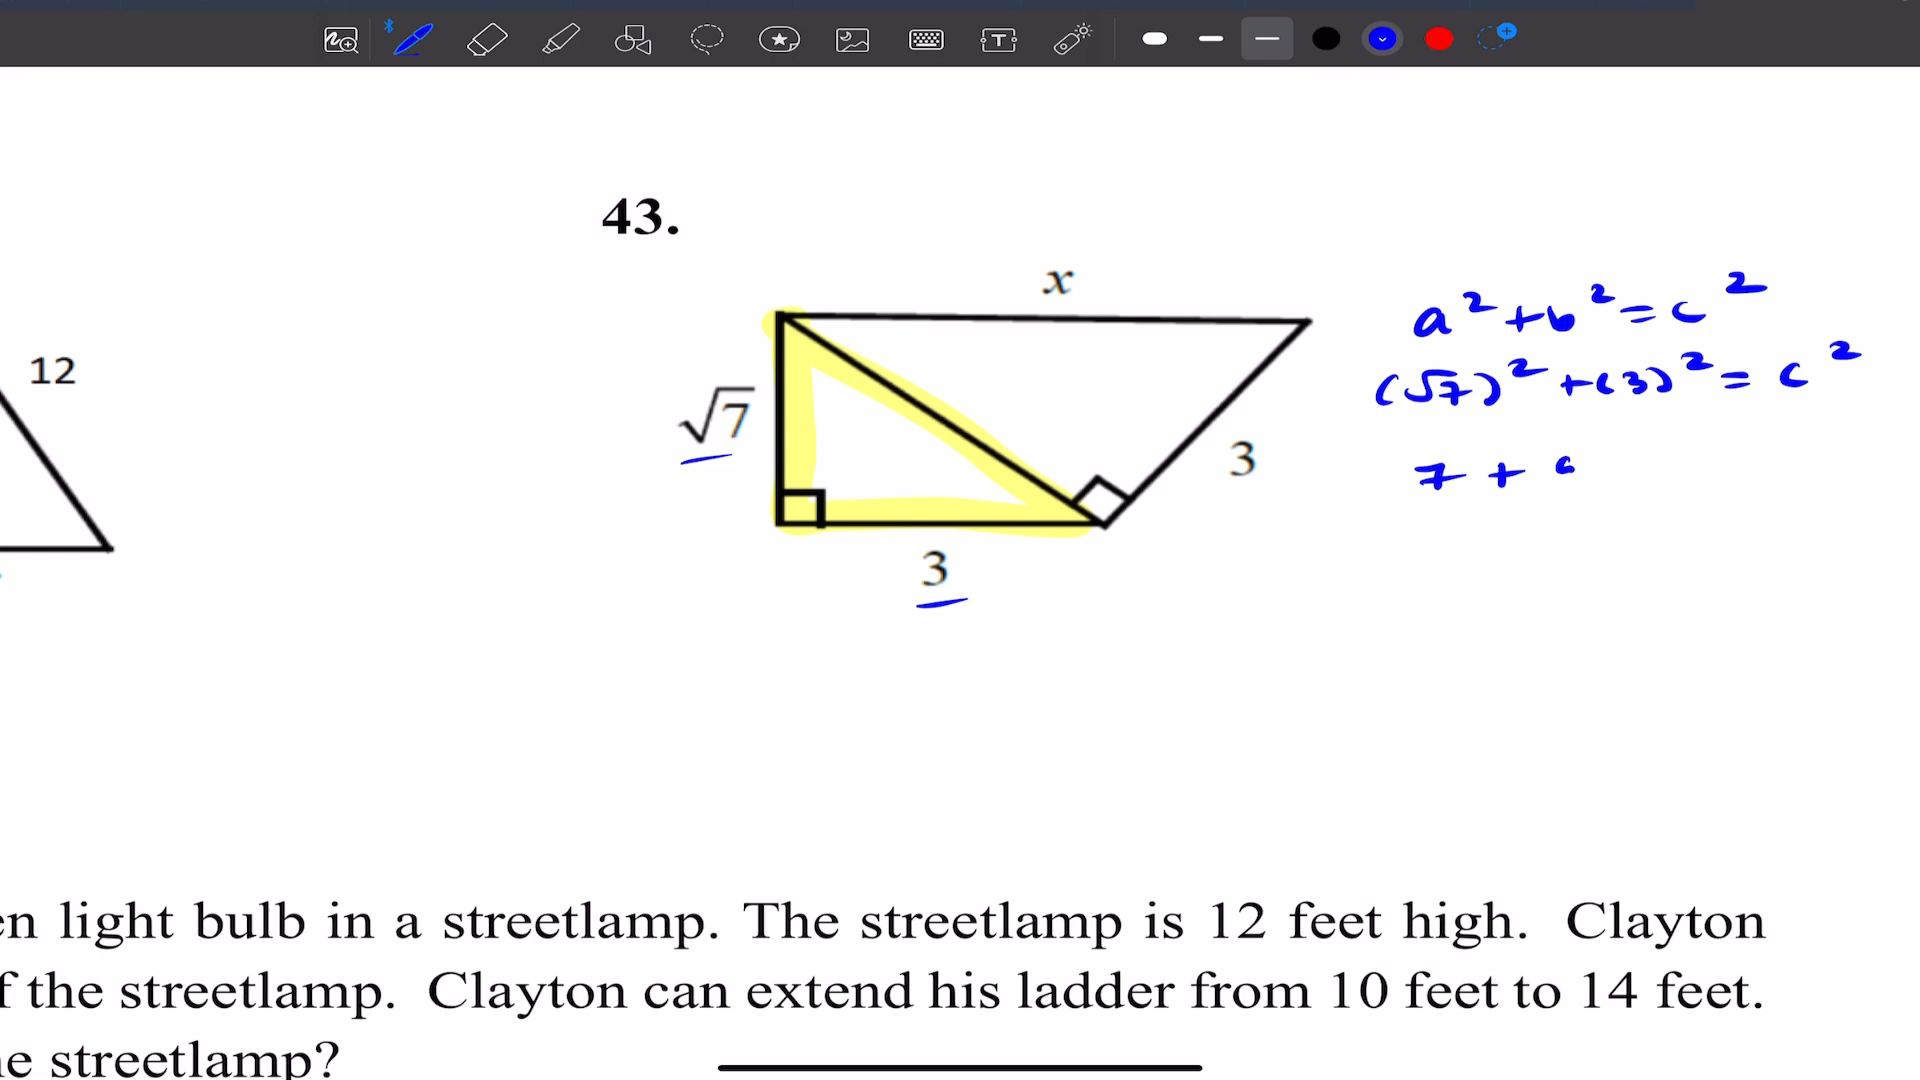 43.
x
12
√7
3
3
a² + b² = c²
(√7)² + (3)² = c²
7 +
light bulb in a streetlamp. The streetlamp is 12 feet high. Clayton
the streetlamp. Clayton can extend his ladder from 10 feet to 14 feet.
streetlamp?